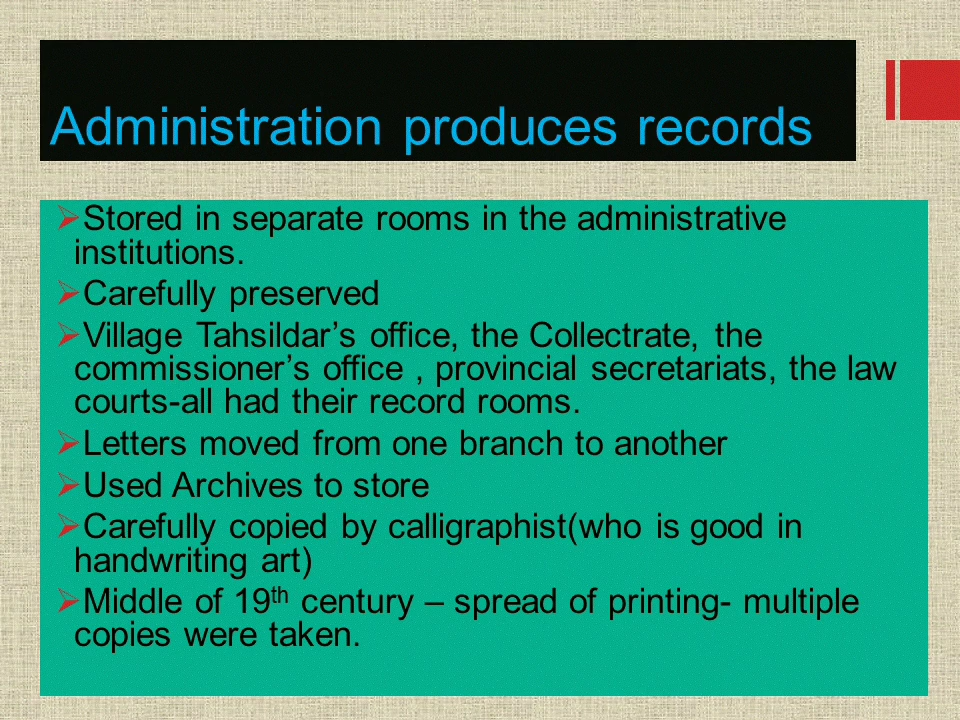 Administration produces records
➢Stored in separate rooms in the administrative
institutions.
➢Carefully preserved
➢Village Tahsildar’s office, the Collectrate, the
commissioner’s office , provincial secretariats, the law
courts-all had their record rooms.
➢Letters moved from one branch to another
➢Used Archives to store
➢Carefully copied by calligraphist(who is good in
handwriting art)
➢Middle of 19th century – spread of printing- multiple
copies were taken.